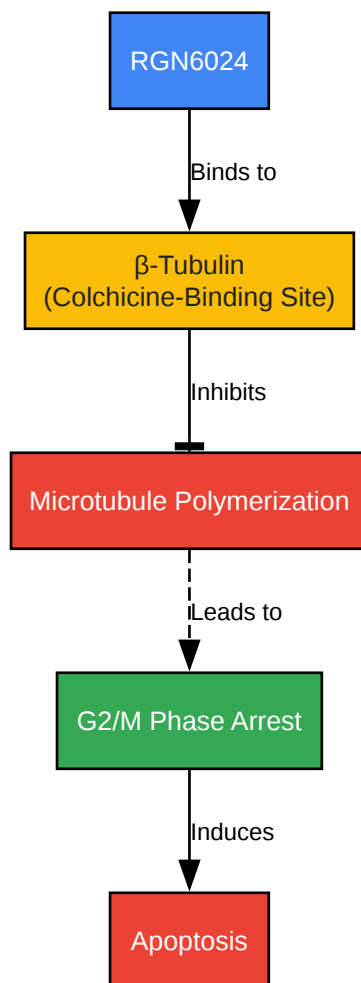 RGN6024
Binds to
β-Tubulin
(Colchicine-Binding Site)
Inhibits
Microtubule Polymerization
Leads to
G2/M Phase Arrest
Induces
Apoptosis